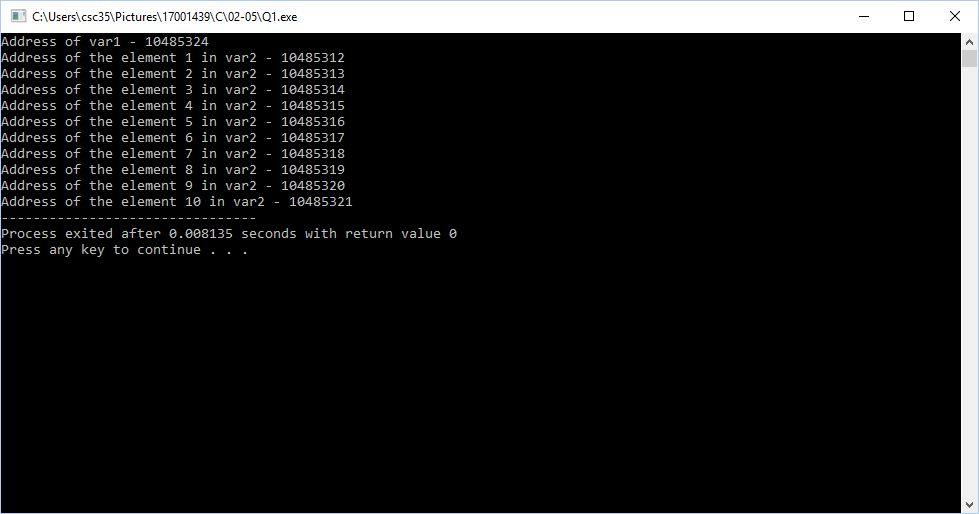 C:\Users\csc35\Pictures\17001439\C\02-05\Q1.exe
Address of var1 - 10485324
Address of the element 1 in var2 - 10485312
Address of the element 2 in var2 - 10485313
Address of the element 3 in var2 - 10485314
Address of the element 4 in var2 - 10485315
Address of the element 5 in var2 - 10485316
Address of the element 6 in var2 - 10485317
Address of the element 7 in var2 - 10485318
Address of the element 8 in var2 - 10485319
Address of the element 9 in var2 - 10485320
Address of the element 10 in var2 - 10485321
--------------------------------
Process exited after 0.008135 seconds with return value 0
Press any key to continue . . .